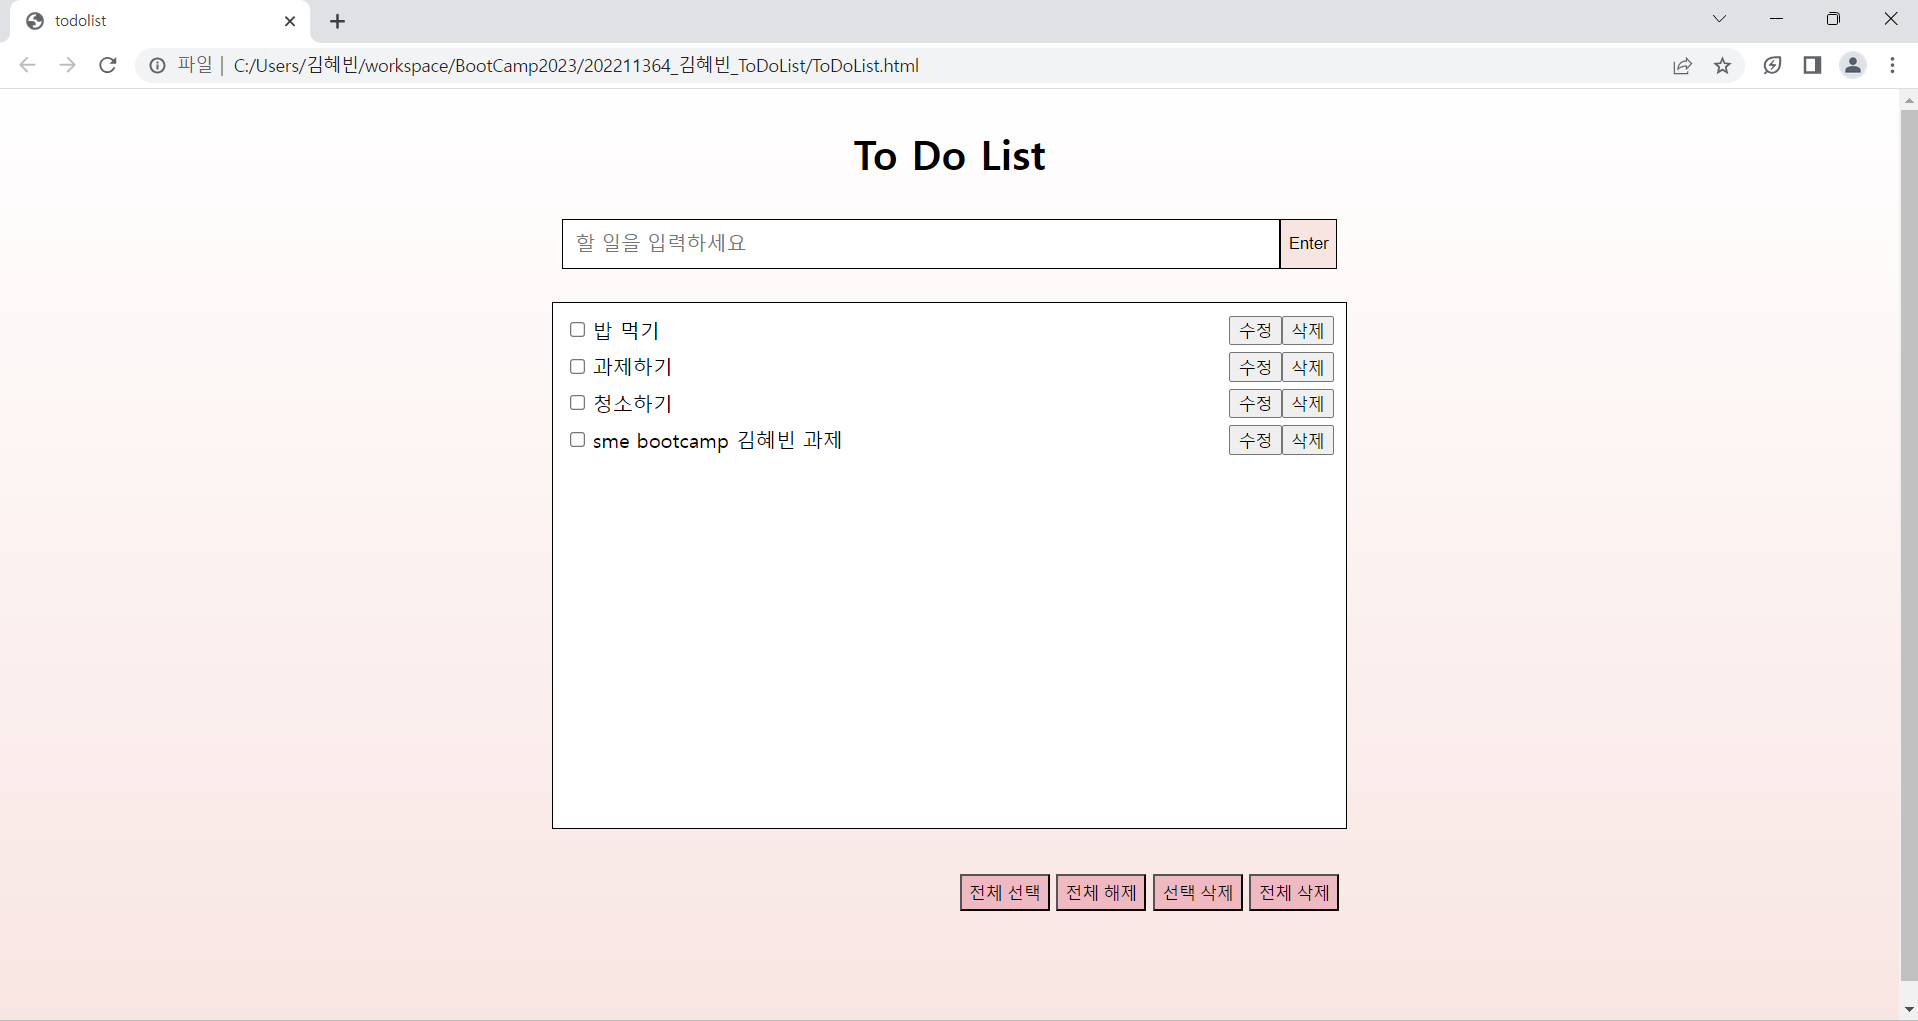 todolist
파일 | C:/Users/김혜빈/workspace/BootCamp2023/202211364_김혜빈_ToDoList/ToDoList.html
To Do List
할 일을 입력하세요 Enter
밥 먹기 수정 삭제
과제하기 수정 삭제
청소하기 수정 삭제
sme bootcamp 김혜빈 과제 수정 삭제
전체 선택 전체 해제 선택 삭제 전체 삭제